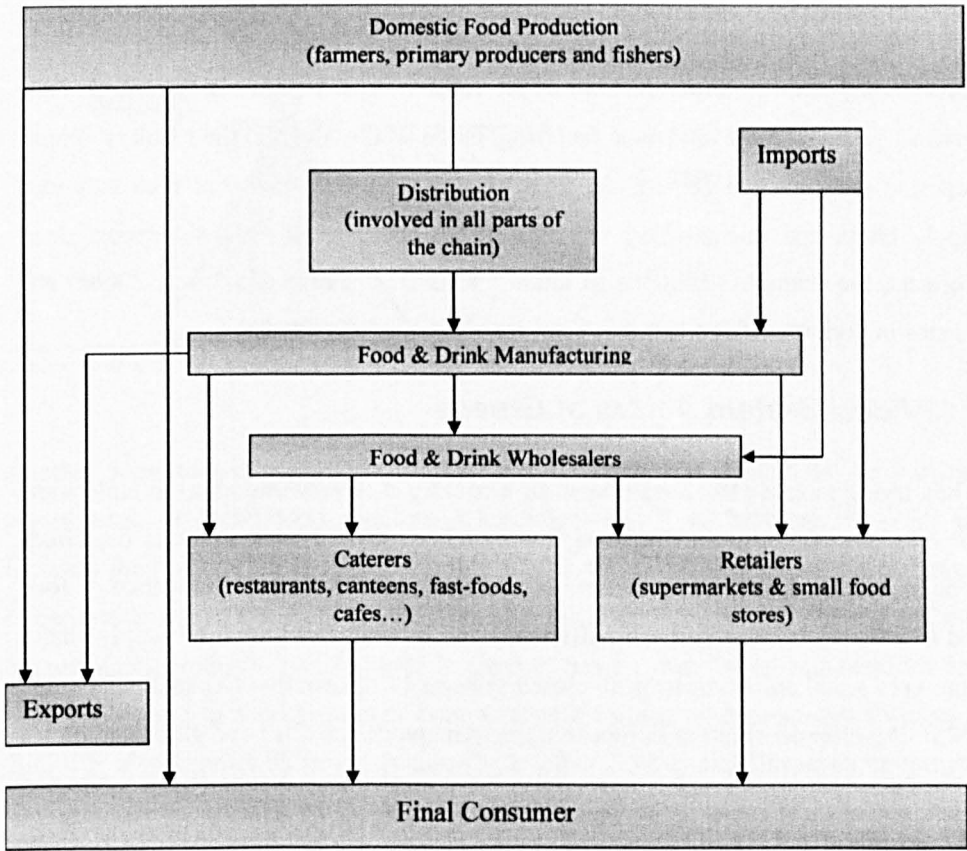 Domestic Food Production
(farmers, primary producers and fishers)
Imports
Distribution
(involved in all parts of
the chain)
Food & Drink Manufacturing
Food & Drink Wholesalers
Caterers
(restaurants, canteens, fast-foods,
cafes…)
Retailers
(supermarkets & small food
stores)
Exports
Final Consumer